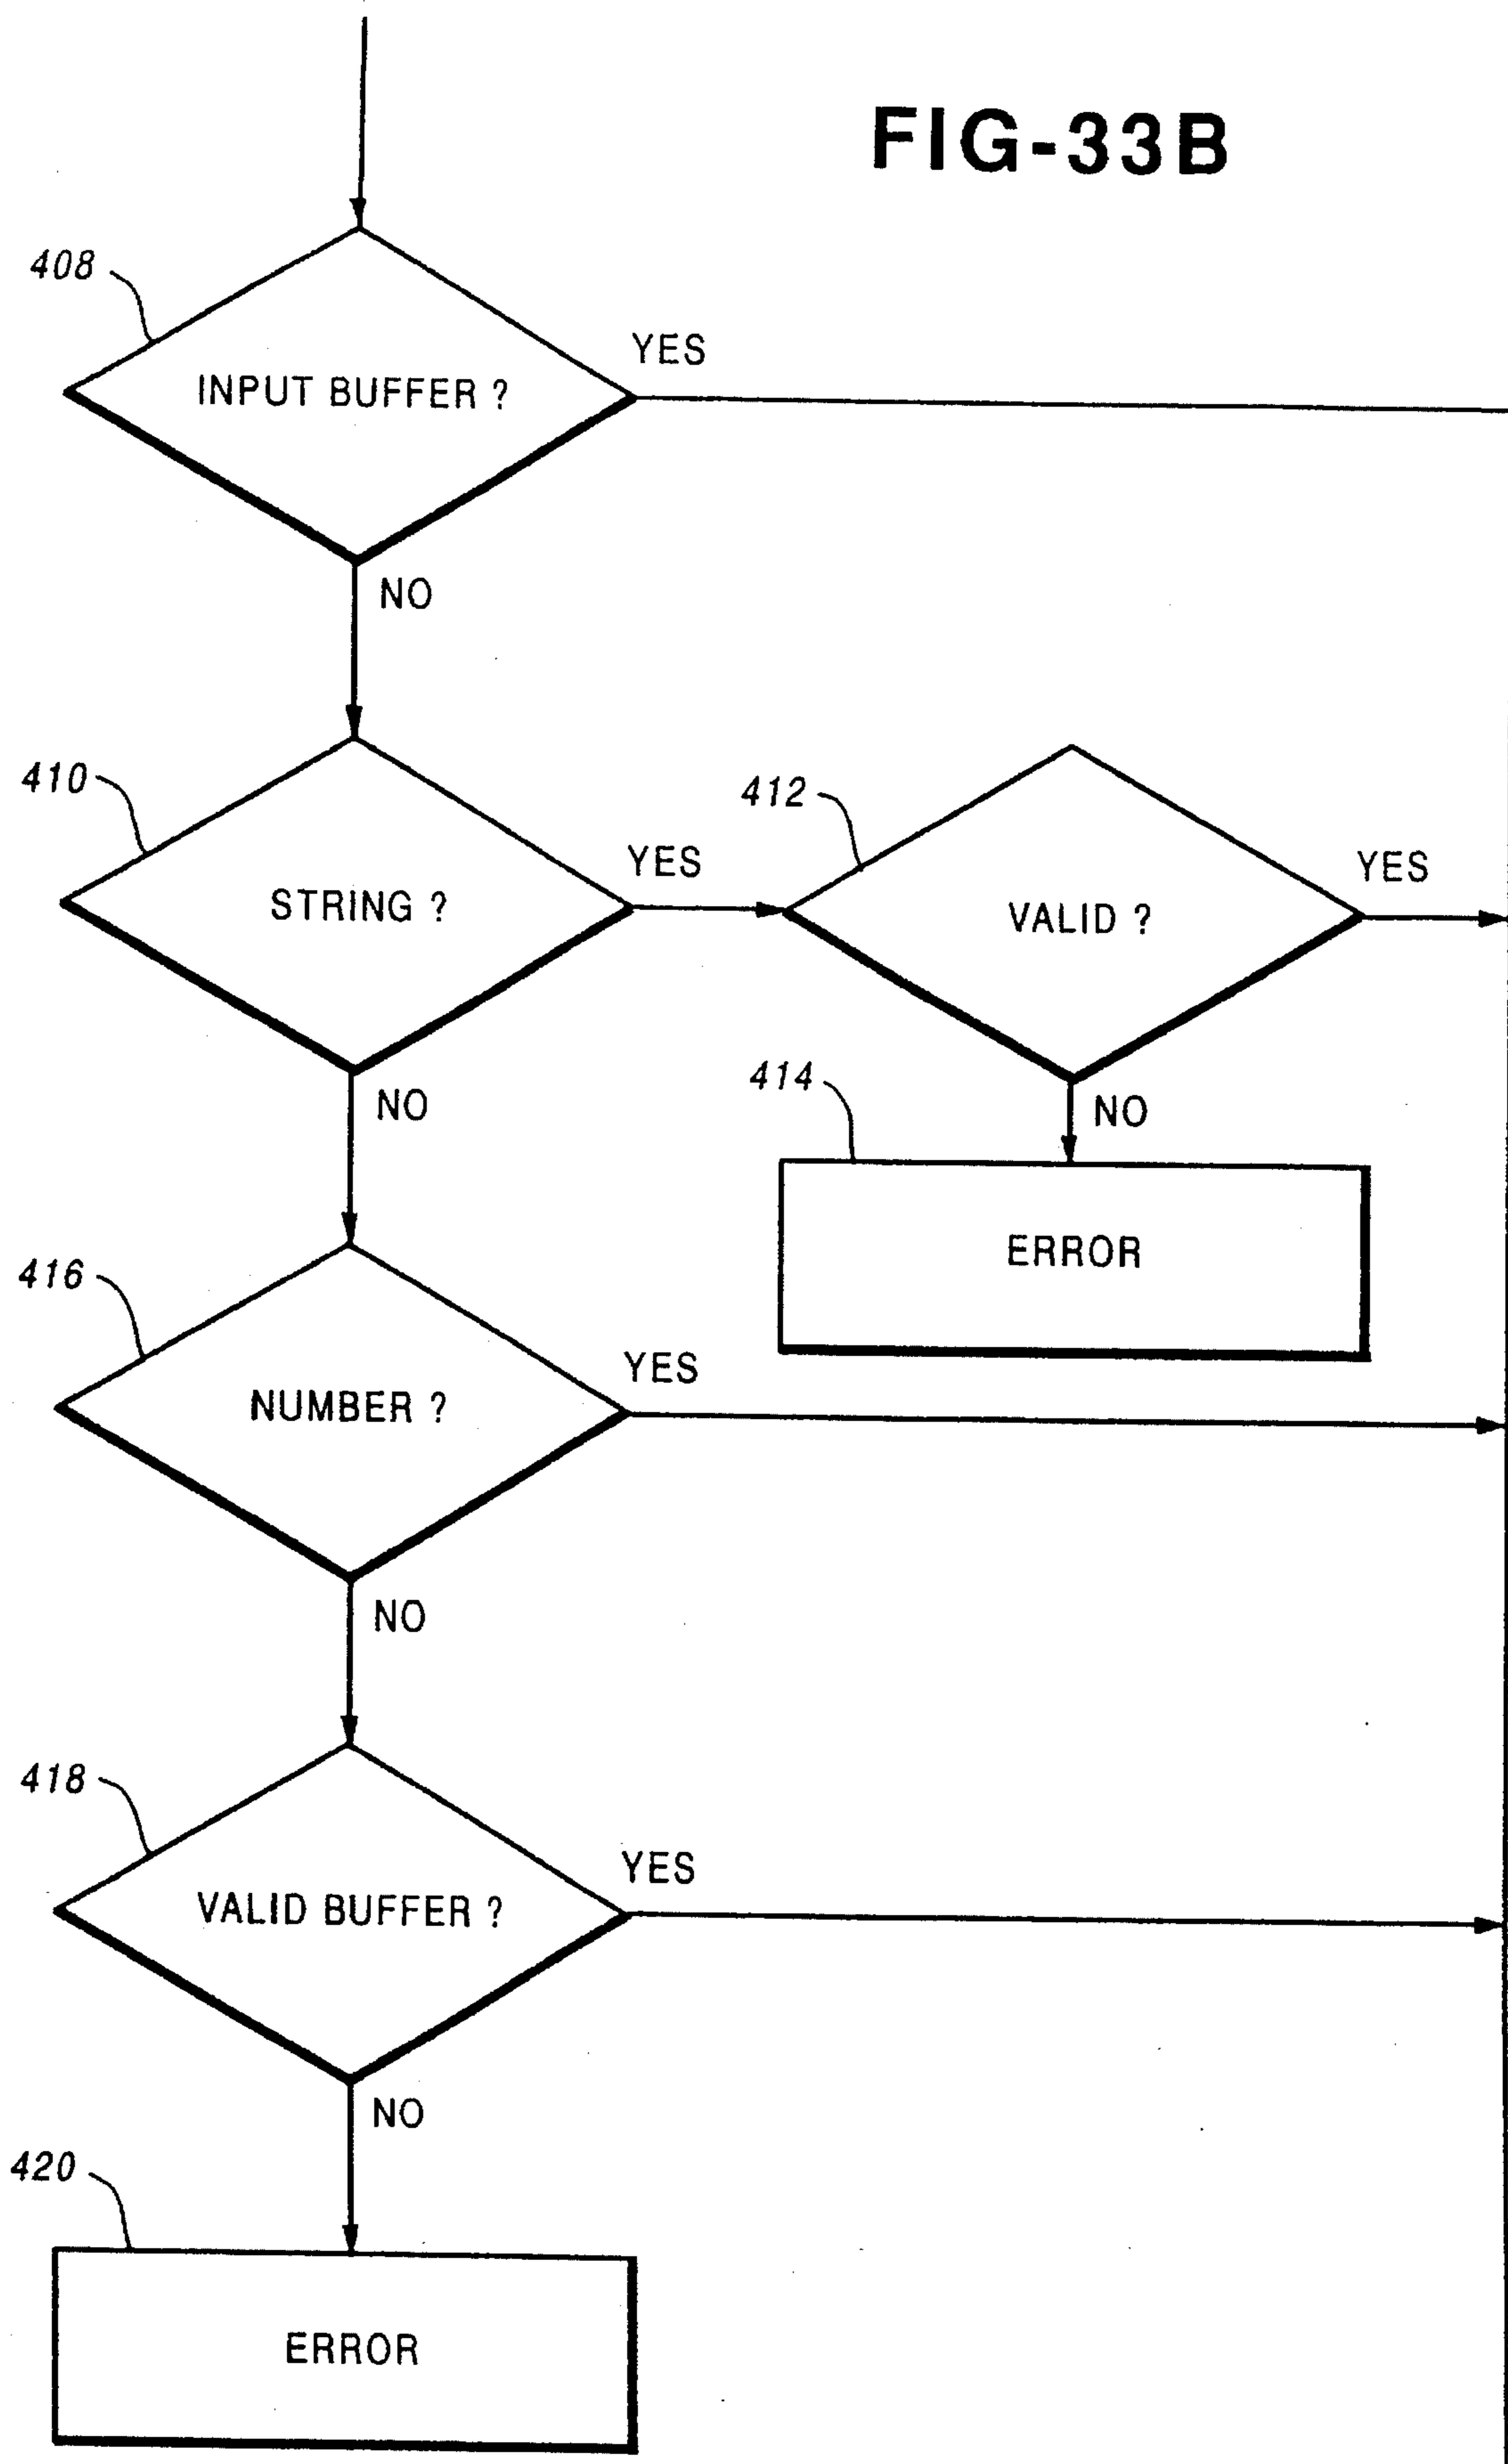 FIG-33B
408
YES
INPUT BUFFER ?
NO
410
412
YES
YES
STRING ?
VALID ?
NO
414
NO
ERROR
416
YES
NUMBER ?
NO
418
YES
VALID BUFFER ?
NO
420
ERROR